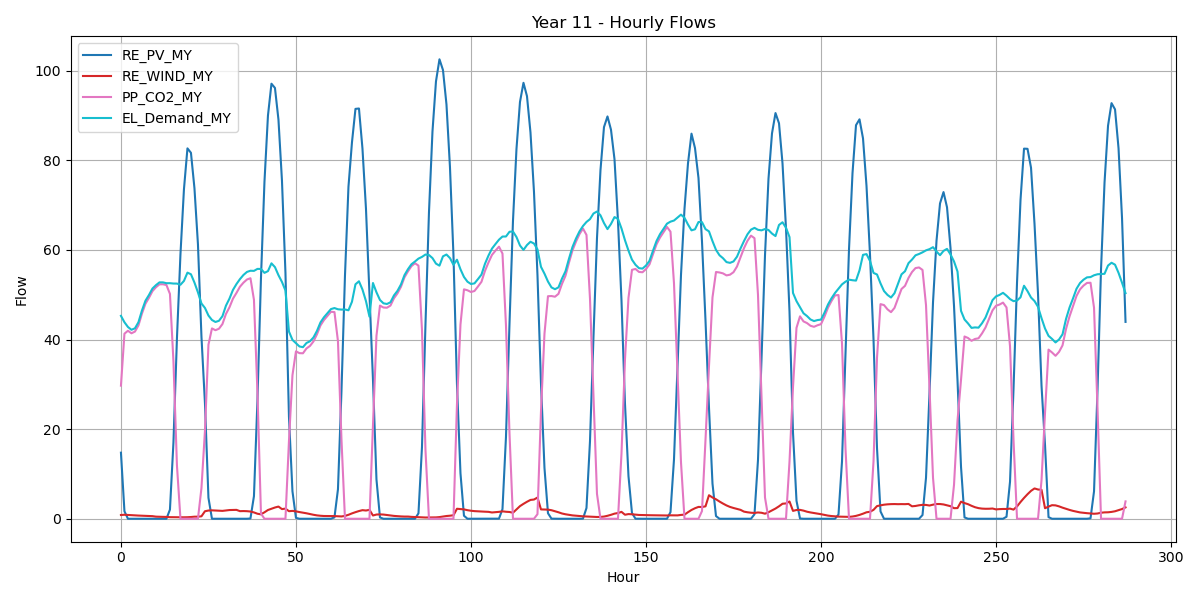 Year 11 - Hourly Flows
RE_PV_MY
RE_WIND_MY
PP_CO2_MY
EL_Demand_MY
Flow
100
80
60
40
20
0
0 50 100 150 200 250 300
Hour